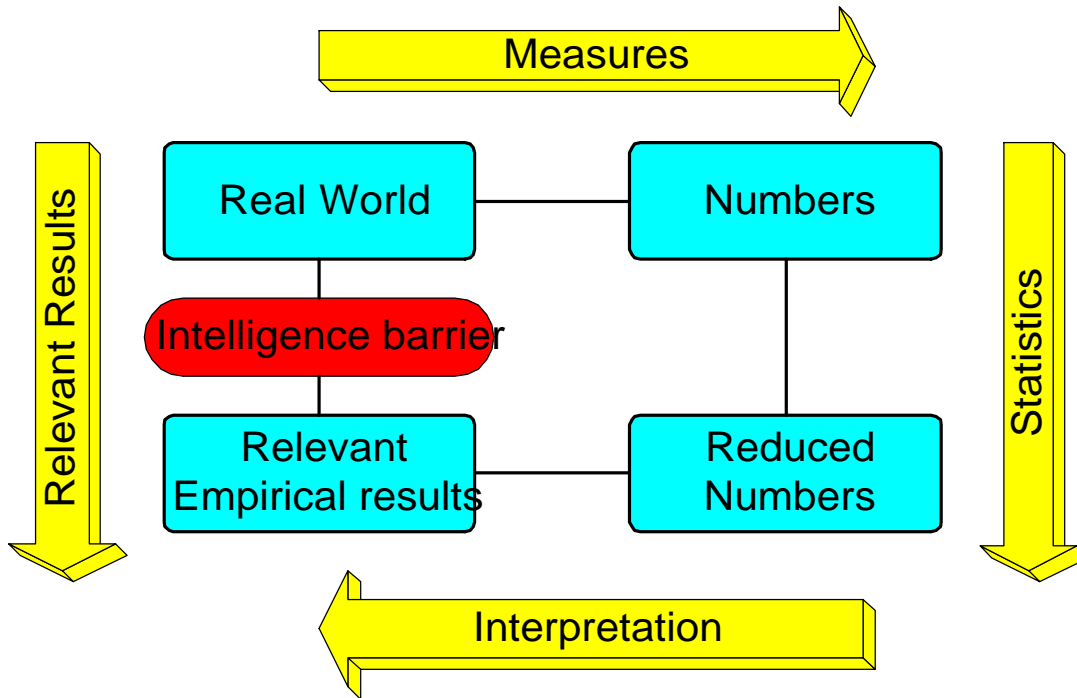 Measures
Relevant Results
Real World
Numbers
Intelligence barrier
Statistics
Relevant
Empirical results
Reduced
Numbers
Interpretation